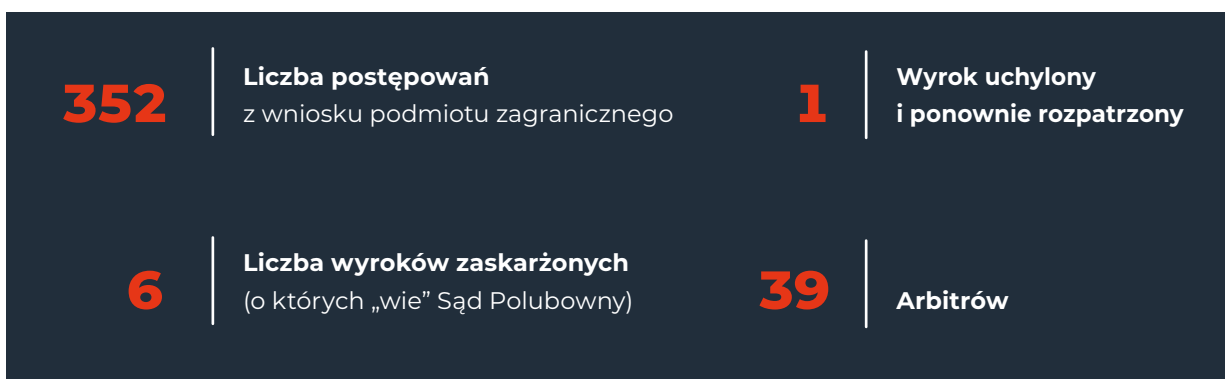 352
Liczba postępowań
z wniosku podmiotu zagranicznego
1
Wyrok uchylony
i ponownie rozpatrzony
6
Liczba wyroków zaskarżonych
(o których „wie” Sąd Polubowny)
39
Arbitrów